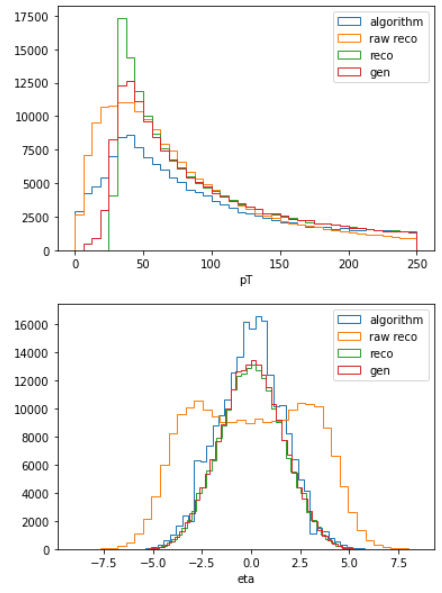 17500
15000
12500
10000
7500
5000
2500
0
algorithm
raw reco
reco
gen
0 50 100 150 200 250
pT
16000
14000
12000
10000
8000
6000
4000
2000
0
algorithm
raw reco
reco
gen
−7.5 −5.0 −2.5 0.0 2.5 5.0 7.5
eta